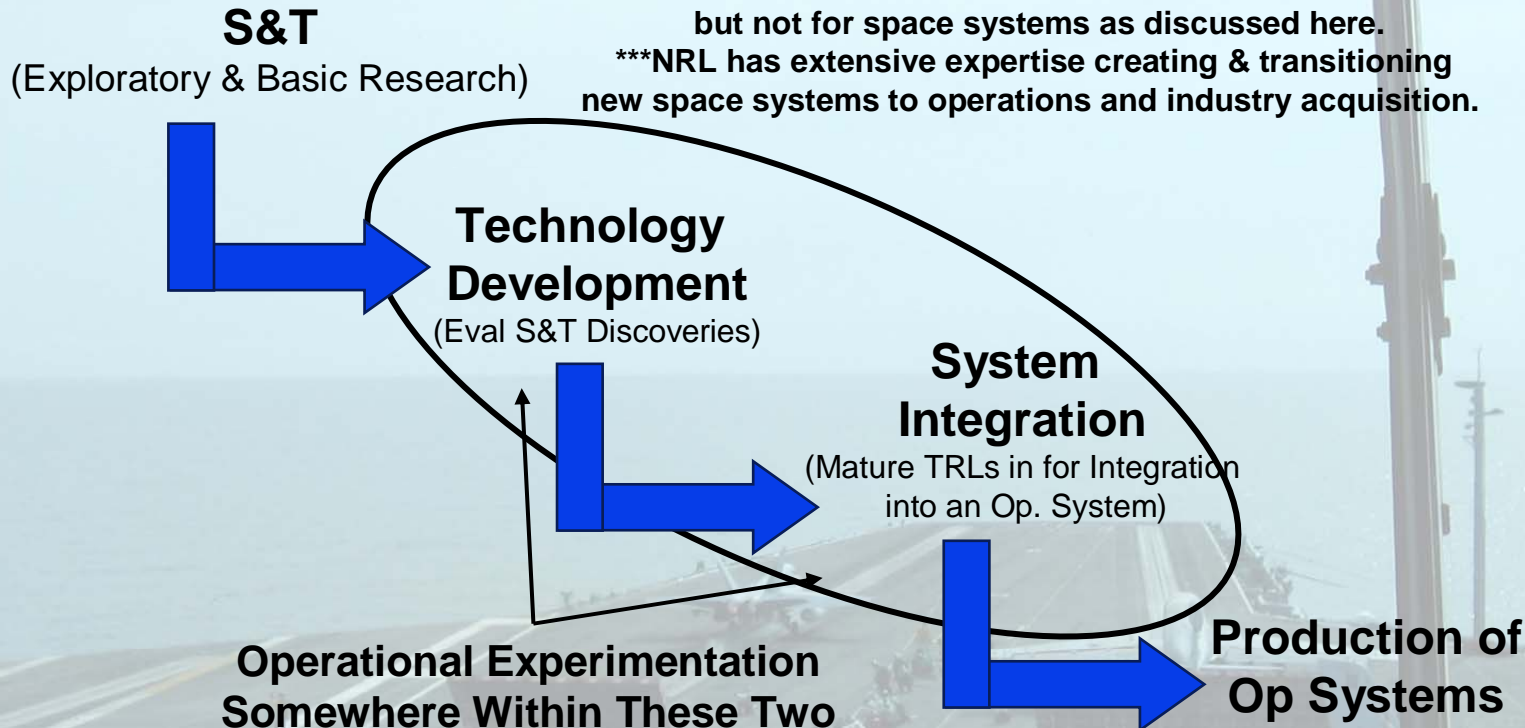 S&T
(Exploratory & Basic Research)
but not for space systems as discussed here.
***NRL has extensive expertise creating & transitioning
new space systems to operations and industry acquisition.
Technology
Development
(Eval S&T Discoveries)
System
Integration
(Mature TRLs in for Integration
into an Op. System)
Operational Experimentation
Somewhere Within These Two
Production of
Op Systems